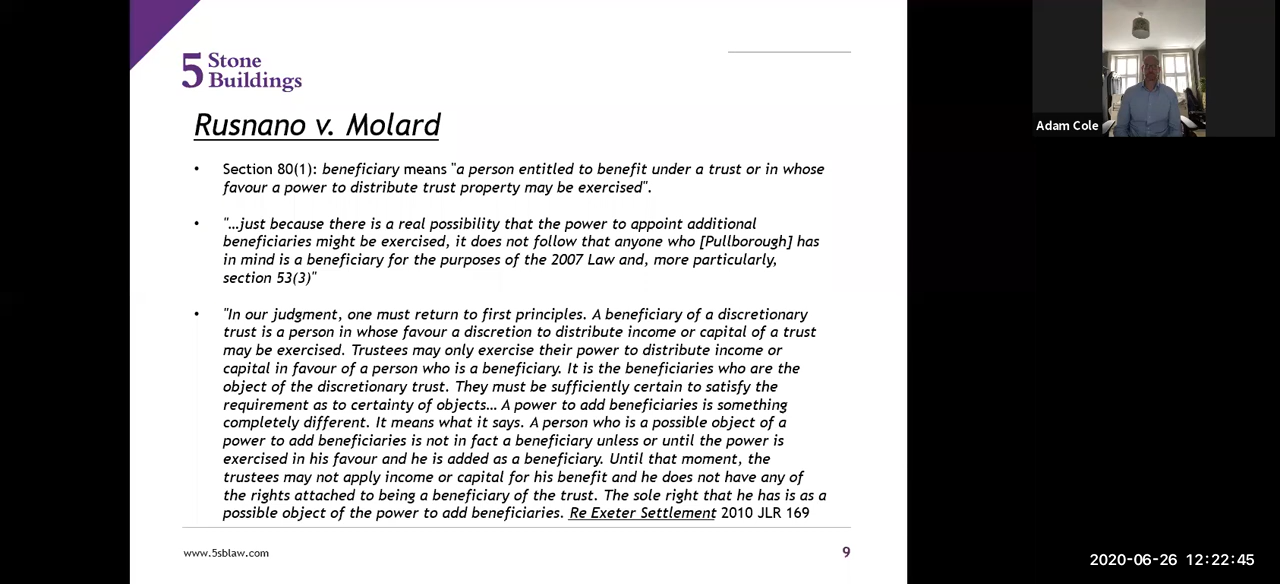 5 Stone
Buildings
Rusnano v. Molard
• Section 80(1): beneficiary means "a person entitled to benefit under a trust or in whose
favour a power to distribute trust property may be exercised".
• "…just because there is a real possibility that the power to appoint additional
beneficiaries might be exercised, it does not follow that anyone who [Pullborough] has
in mind is a beneficiary for the purposes of the 2007 Law and, more particularly,
section 53(3)"
• "In our judgment, one must return to first principles. A beneficiary of a discretionary
trust is a person in whose favour a discretion to distribute income or capital of a trust
may be exercised. Trustees may only exercise their power to distribute income or
capital in favour of a person who is a beneficiary. It is the beneficiaries who are the
object of the discretionary trust. They must be sufficiently certain to satisfy the
requirement as to certainty of objects… A power to add beneficiaries is something
completely different. It means what it says. A person who is a possible object of a
power to add beneficiaries is not in fact a beneficiary unless or until the power is
exercised in his favour and he is added as a beneficiary. Until that moment, the
trustees may not apply income or capital for his benefit and he does not have any of
the rights attached to being a beneficiary of the trust. The sole right that he has is as a
possible object of the power to add beneficiaries. Re Exeter Settlement 2010 JLR 169
www.5sblaw.com
9
Adam Cole
2020-06-26 12:22:45